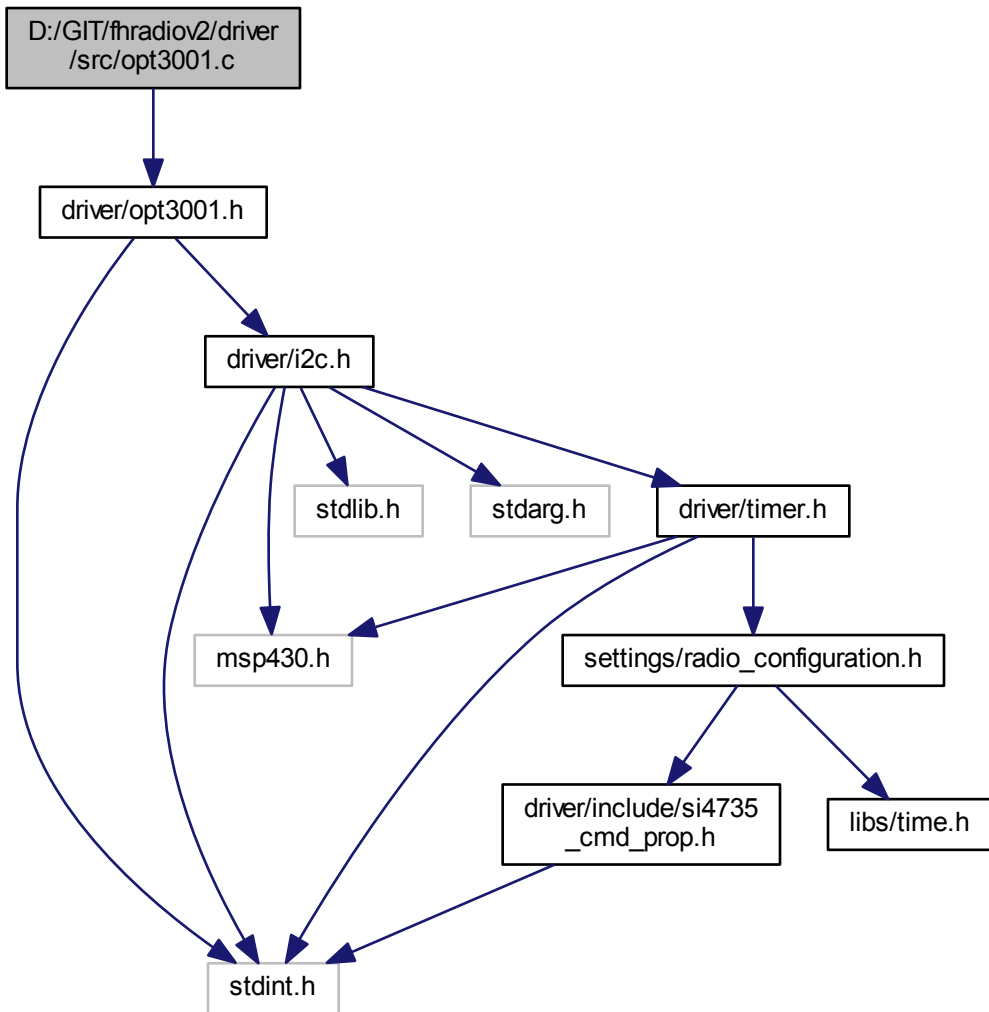 D:/GIT/fhradiov2/driver
/src/opt3001.c
driver/opt3001.h
driver/i2c.h
stdlib.h
stdarg.h
driver/timer.h
msp430.h
settings/radio_configuration.h
driver/include/si4735
_cmd_prop.h
libs/time.h
stdint.h